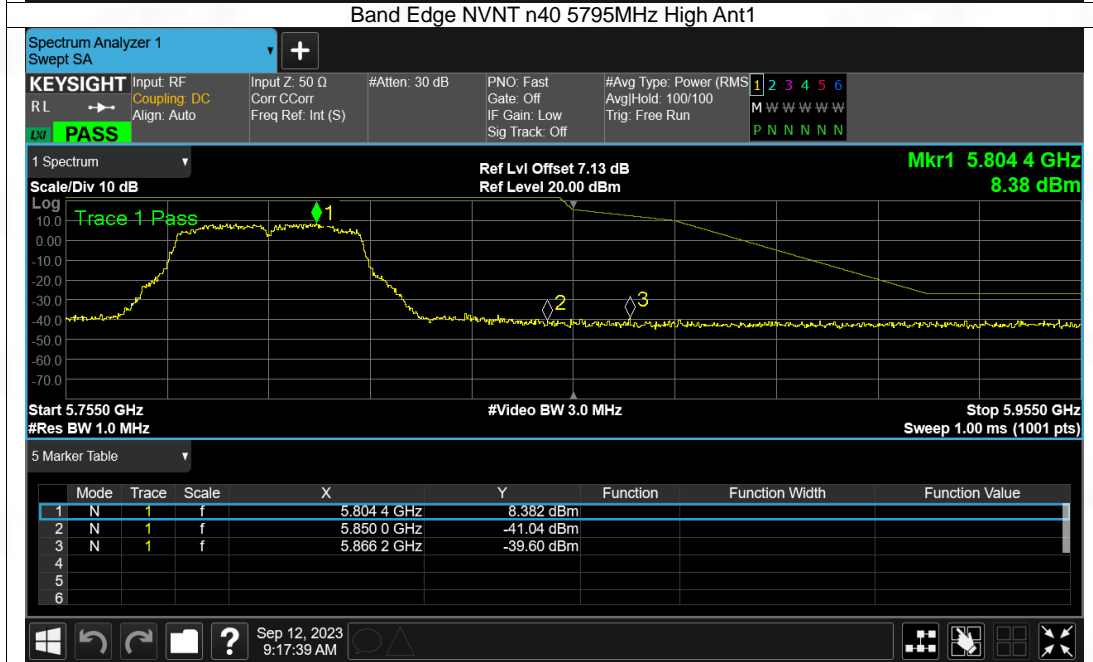 Band Edge NVNT n40 5795MHz High Ant1
Spectrum Analyzer 1
Swept SA
+
KEYSIGHT Input: RF Input Z: 50 Ω #Atten: 30 dB PNO: Fast #Avg Type: Power (RMS 1 2 3 4 5 6
RL Coupling: DC Corr CCorr Gate: Off Avg|Hold: 100/100 M W W W W W
Align: Auto Freq Ref: Int (S) IF Gain: Low Trig: Free Run
LXI PASS Sig Track: Off P N N N N N
1 Spectrum
Ref Lvl Offset 7.13 dB Mkr1 5.804 4 GHz
Scale/Div 10 dB Ref Level 20.00 dBm 8.38 dBm
Log
10.0 Trace 1 Pass 1
0.00
-10.0
-20.0
-30.0 2 3
-40.0
-50.0
-60.0
-70.0
Start 5.7550 GHz #Video BW 3.0 MHz Stop 5.9550 GHz
#Res BW 1.0 MHz Sweep 1.00 ms (1001 pts)
5 Marker Table
Mode Trace Scale X Y Function Function Width Function Value
1 N 1 f 5.804 4 GHz 8.382 dBm
2 N 1 f 5.850 0 GHz -41.04 dBm
3 N 1 f 5.866 2 GHz -39.60 dBm
4
5
6
? Sep 12, 2023
9:17:39 AM